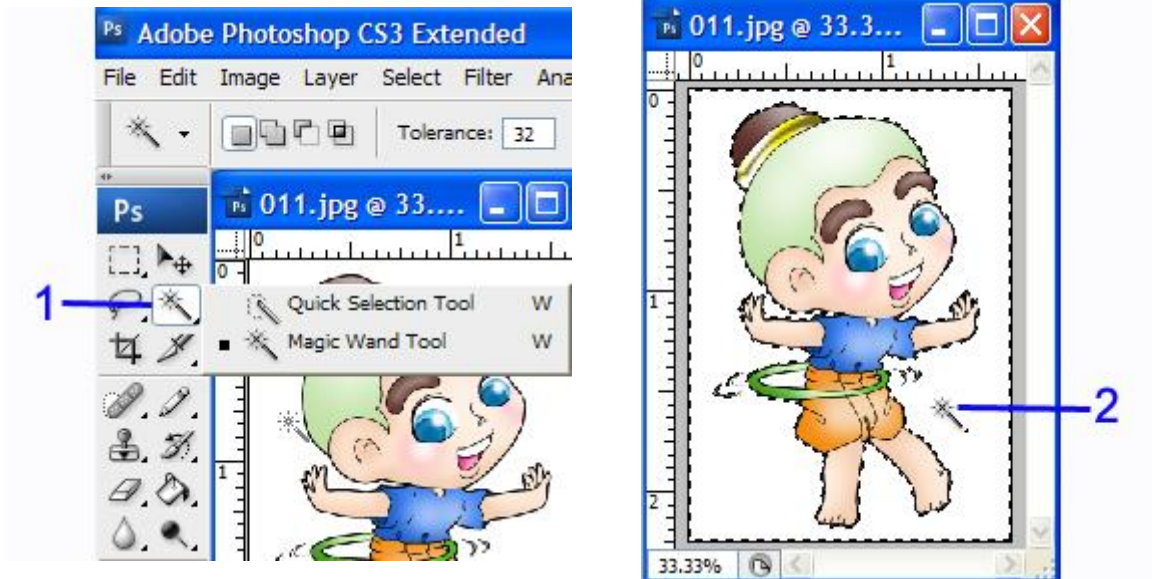 Ps Adobe Photoshop CS3 Extended
File Edit Image Layer Select Filter Ana
Tolerance: 32
Ps
011.jpg @ 33....
0 1
0
1
Quick Selection Tool W
Magic Wand Tool W
1
Ps 011.jpg @ 33.3...
0 1
0
1
2
2
33.33%